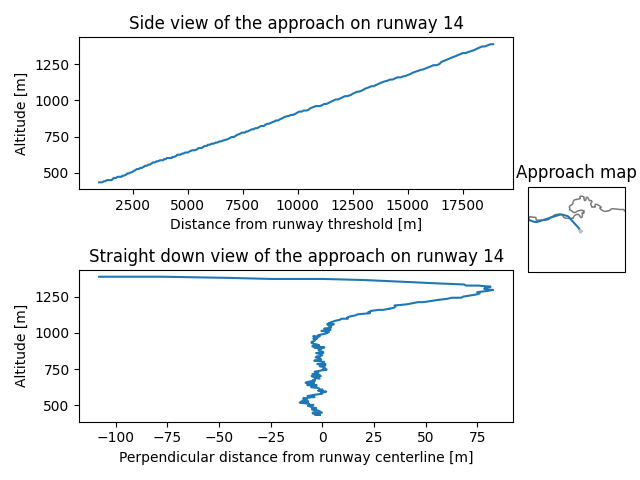 Side view of the approach on runway 14
1250
1000
750
500
Altitude [m]
2500 5000 7500 10000 12500 15000 17500
Distance from runway threshold [m]
Approach map
Straight down view of the approach on runway 14
1250
1000
750
500
Altitude [m]
−100 −75 −50 −25 0 25 50 75
Perpendicular distance from runway centerline [m]